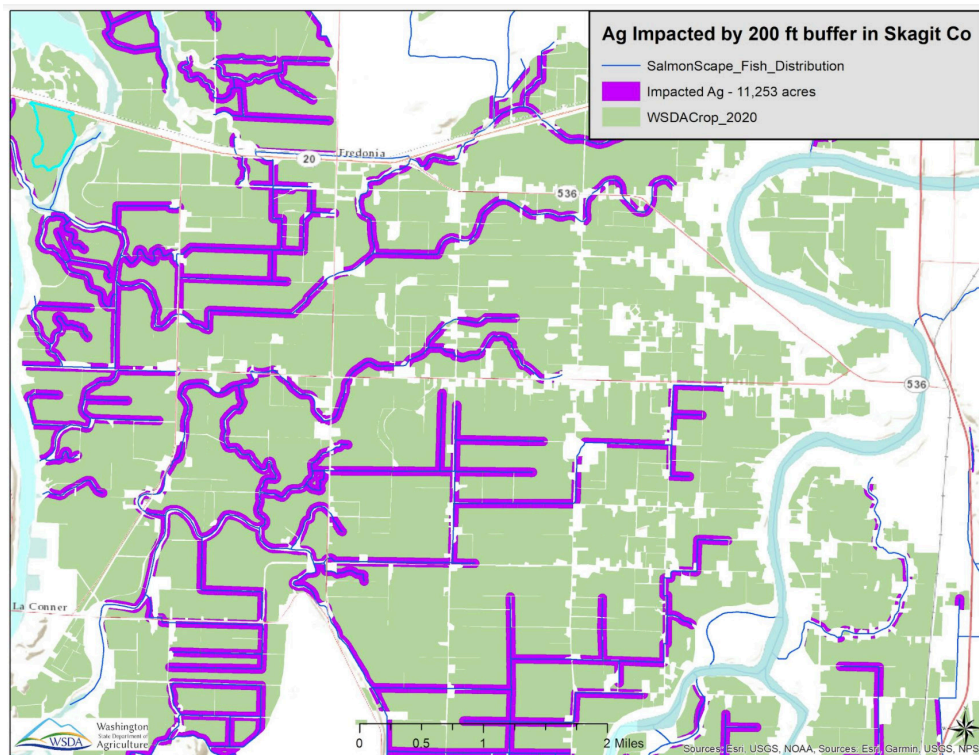 Ag Impacted by 200 ft buffer in Skagit Co
SalmonScape_Fish_Distribution
Impacted Ag - 11,253 acres
WSDACrop_2020
20
Fredonia
536
536
La Conner
WSDA
Washington
State Department of
Agriculture
0 0.5 1 2 Miles
Sources: Esri, USGS, NOAA, Sources: Esri, Garmin, USGS, NP